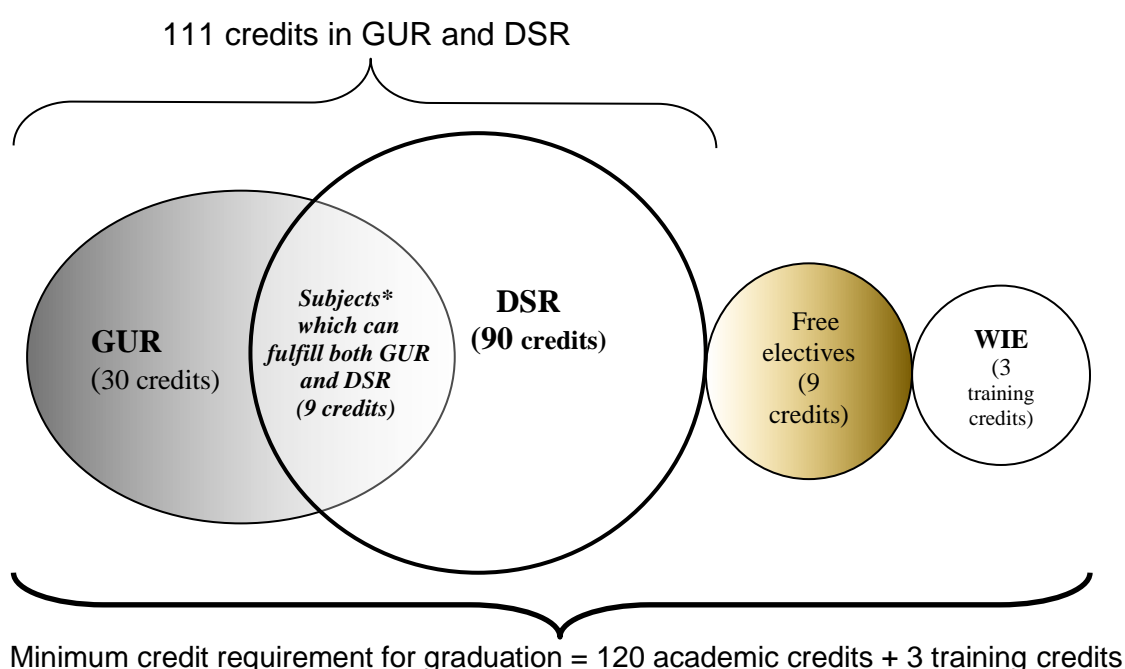 111 credits in GUR and DSR
GUR
(30 credits)
Subjects*
which can
fulfill both GUR
and DSR
(9 credits)
DSR
(90 credits)
Free
electives
(9
credits)
WIE
(3
training
credits)
Minimum credit requirement for graduation = 120 academic credits + 3 training credits